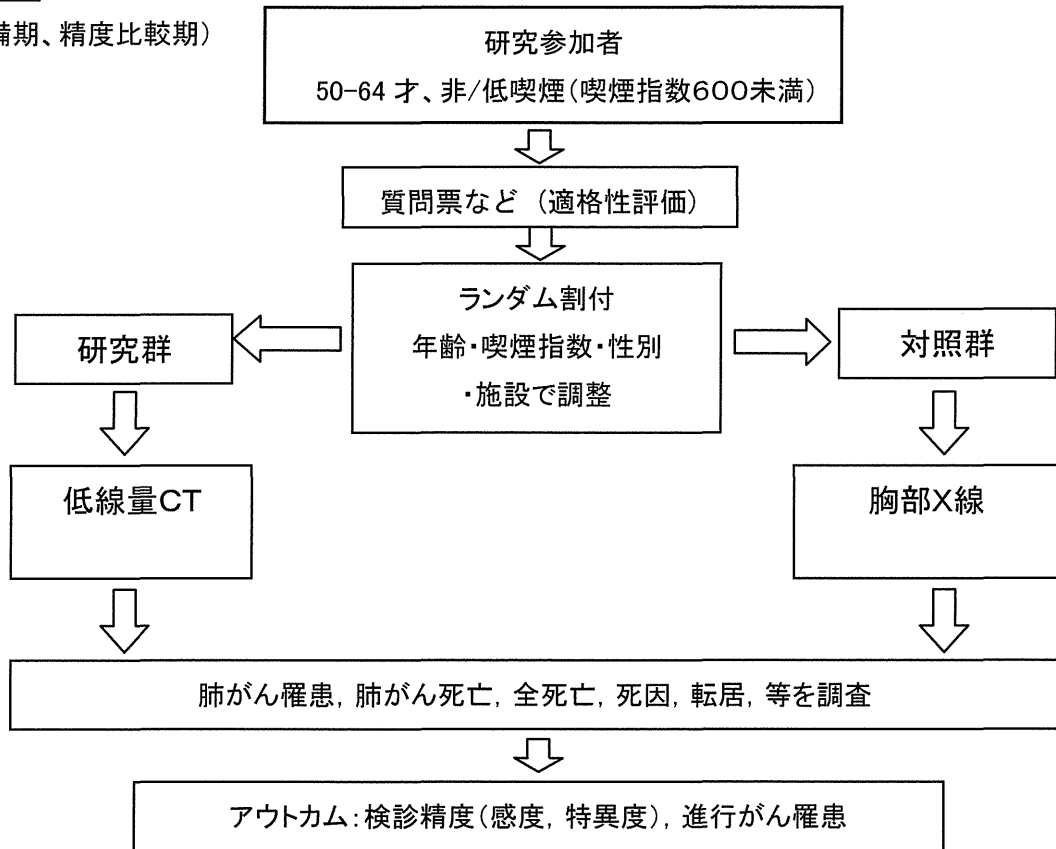 備期、精度比較期）
研究参加者
50-64 才、非/低喫煙（喫煙指数600未満）
質問票など （適格性評価）
ランダム割付
年齢・喫煙指数・性別
・施設で調整
研究群
対照群
低線量CT
胸部X線
肺がん罹患, 肺がん死亡, 全死亡, 死因, 転居, 等を調査
アウトカム：検診精度（感度, 特異度）, 進行がん罹患